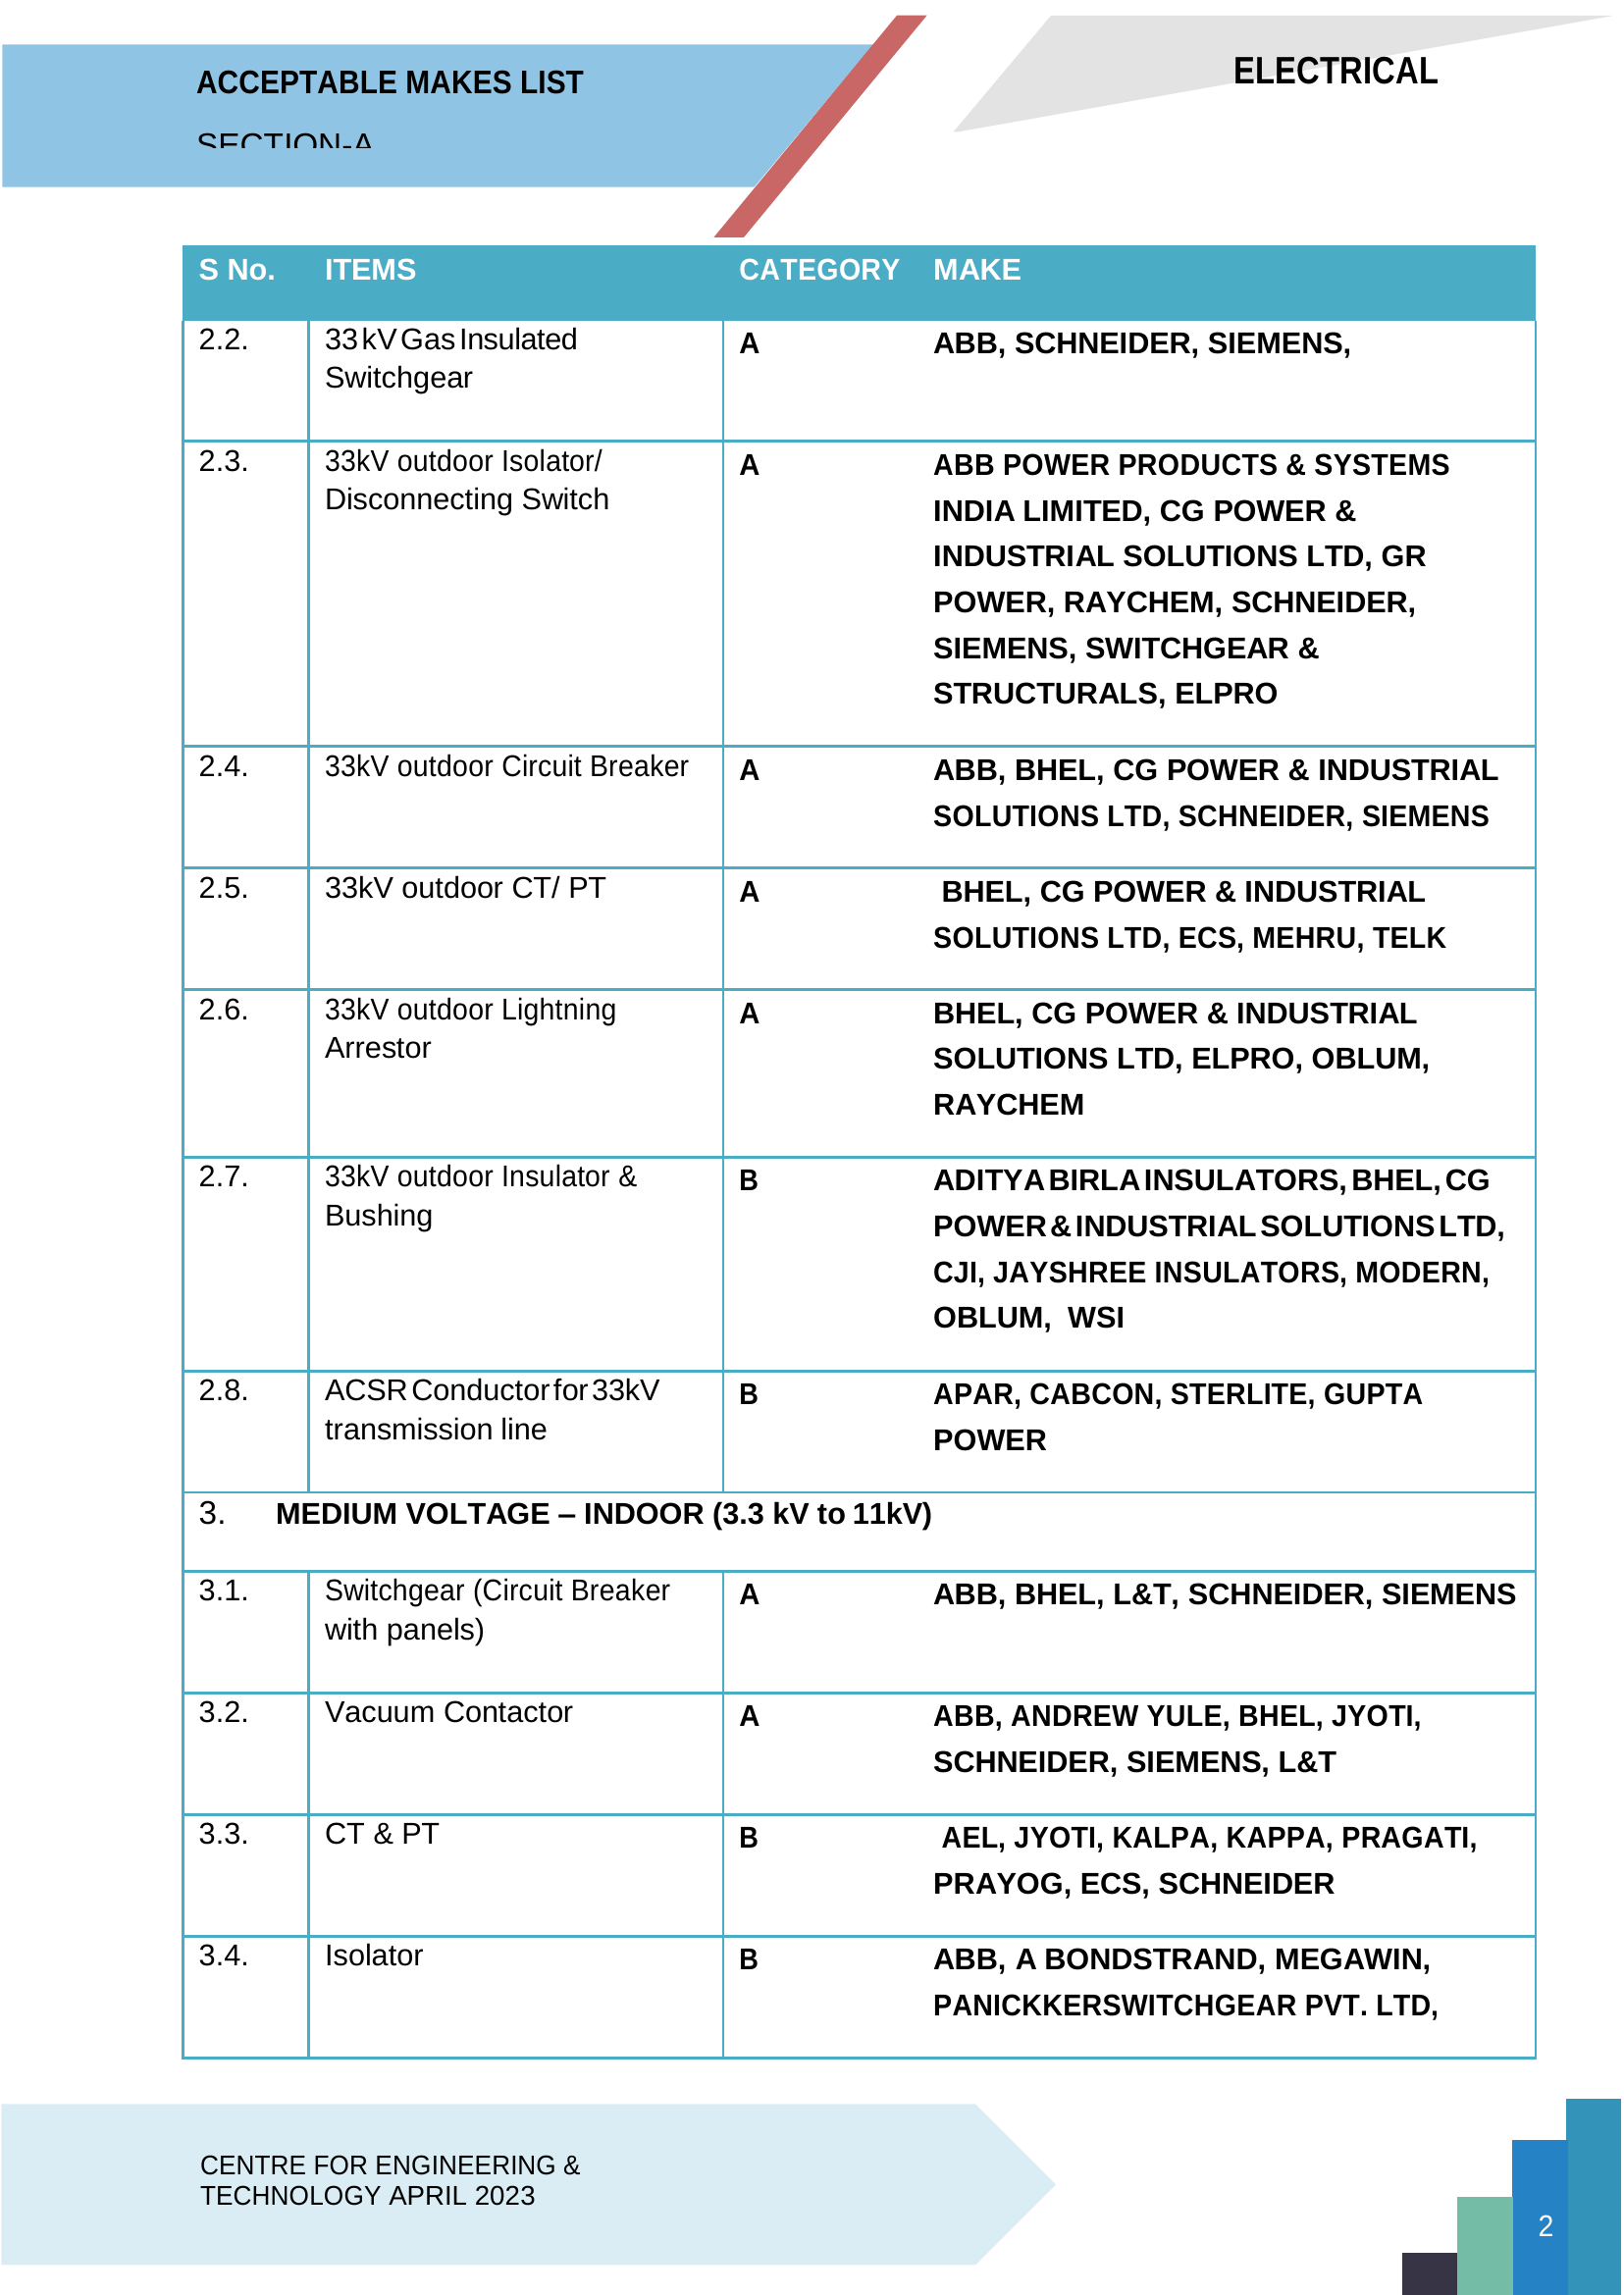 ACCEPTABLE MAKES LIST
ELECTRICAL
SECTION-A
S No. ITEMS CATEGORY MAKE
2.2. 33 kV Gas Insulated A ABB, SCHNEIDER, SIEMENS,
Switchgear
2.3. 33kV outdoor Isolator/ A ABB POWER PRODUCTS & SYSTEMS
Disconnecting Switch INDIA LIMITED, CG POWER &
INDUSTRIAL SOLUTIONS LTD, GR
POWER, RAYCHEM, SCHNEIDER,
SIEMENS, SWITCHGEAR &
STRUCTURALS, ELPRO
2.4. 33kV outdoor Circuit Breaker A ABB, BHEL, CG POWER & INDUSTRIAL
SOLUTIONS LTD, SCHNEIDER, SIEMENS
2.5. 33kV outdoor CT/ PT A BHEL, CG POWER & INDUSTRIAL
SOLUTIONS LTD, ECS, MEHRU, TELK
2.6. 33kV outdoor Lightning A BHEL, CG POWER & INDUSTRIAL
Arrestor SOLUTIONS LTD, ELPRO, OBLUM,
RAYCHEM
2.7. 33kV outdoor Insulator & B ADITYA BIRLA INSULATORS, BHEL, CG
Bushing POWER & INDUSTRIAL SOLUTIONS LTD,
CJI, JAYSHREE INSULATORS, MODERN,
OBLUM, WSI
2.8. ACSR Conductor for 33kV B APAR, CABCON, STERLITE, GUPTA
transmission line POWER
3. MEDIUM VOLTAGE – INDOOR (3.3 kV to 11kV)
3.1. Switchgear (Circuit Breaker A ABB, BHEL, L&T, SCHNEIDER, SIEMENS
with panels)
3.2. Vacuum Contactor A ABB, ANDREW YULE, BHEL, JYOTI,
SCHNEIDER, SIEMENS, L&T
3.3. CT & PT B AEL, JYOTI, KALPA, KAPPA, PRAGATI,
PRAYOG, ECS, SCHNEIDER
3.4. Isolator B ABB, A BONDSTRAND, MEGAWIN,
PANICKKERSWITCHGEAR PVT. LTD,
CENTRE FOR ENGINEERING &
TECHNOLOGY APRIL 2023
2